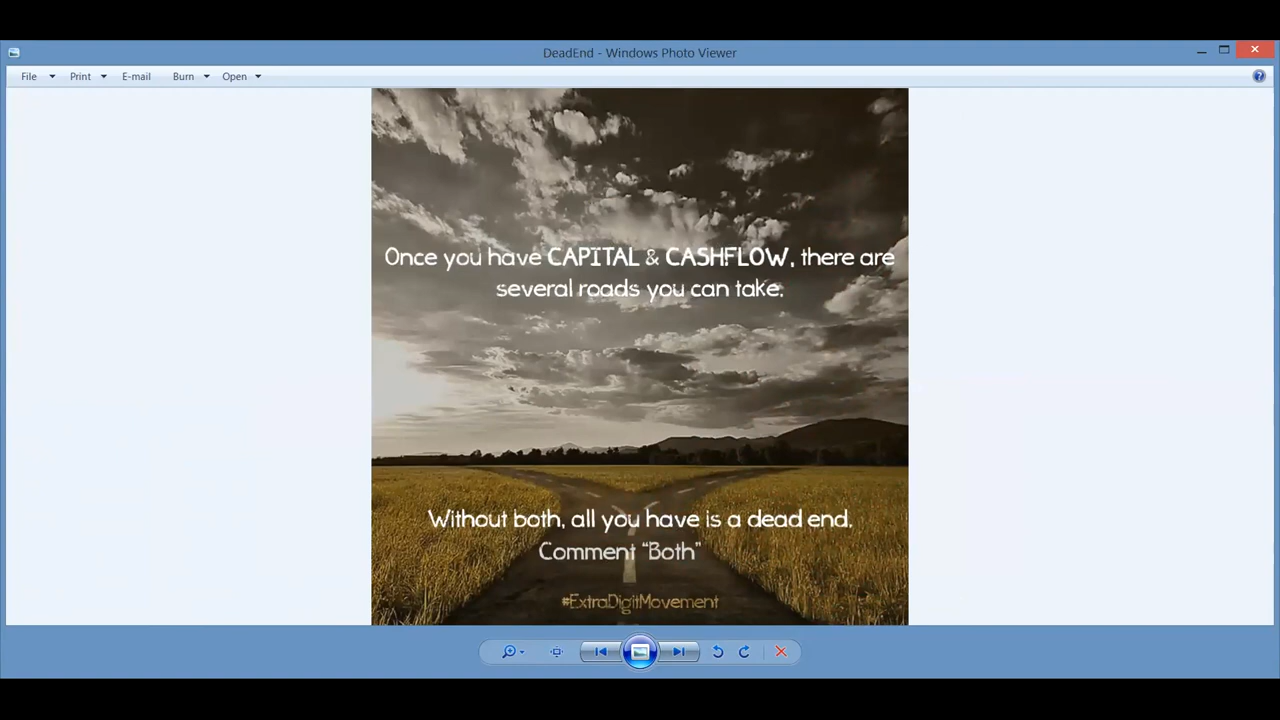 DeadEnd - Windows Photo Viewer
File Print E-mail Burn Open
Once you have CAPITAL & CASHFLOW, there are
several roads you can take.
Without both, all you have is a dead end.
Comment “Both”
#ExtraDigitMovement